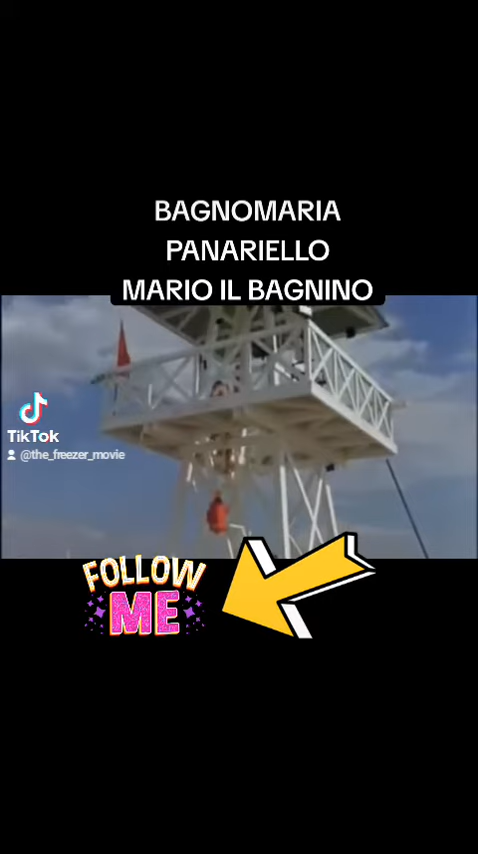 BAGNOMARIA
PANARIELLO
MARIO IL BAGNINO
TikTok
@the_freezer_movie
FOLLOW
ME